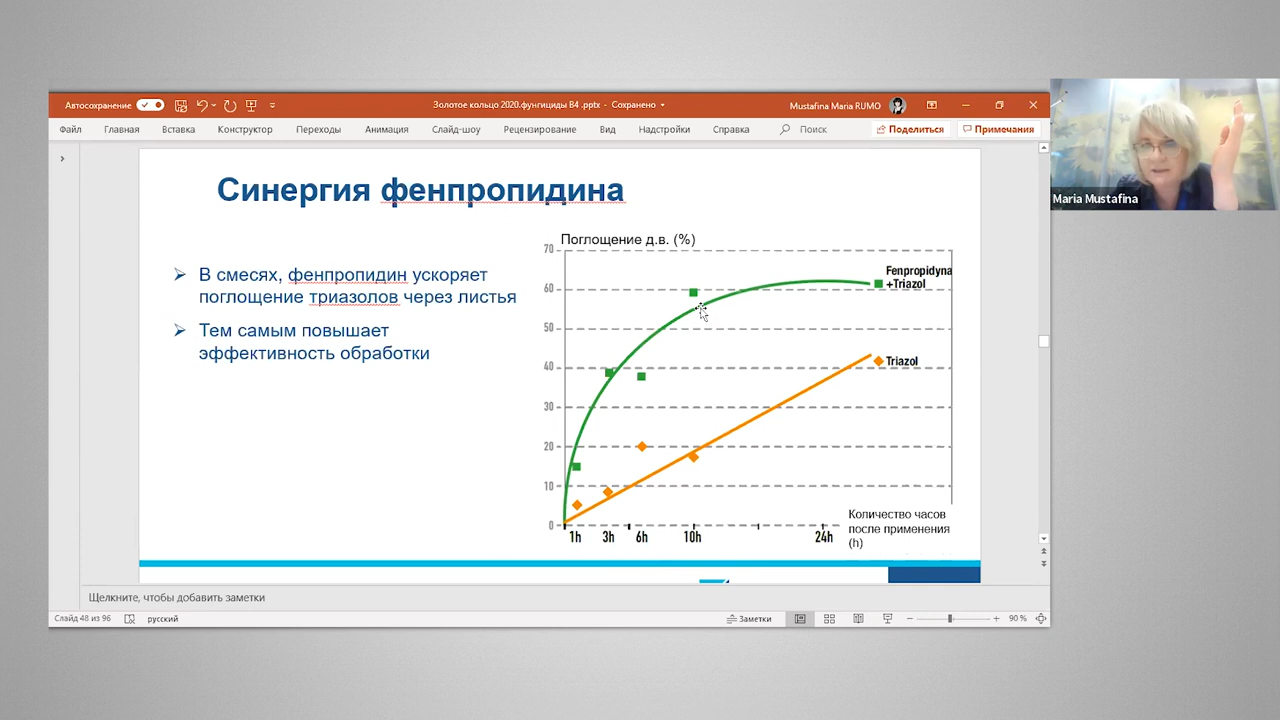 Автосохранение
Золотое кольцо 2020.фунгициды B4 .pptx - Сохранено
Mustafina Maria RUMO
Файл Главная Вставка Конструктор Переходы Анимация Слайд-шоу Рецензирование Вид Надстройки Справка Поиск Поделиться Примечания
Maria Mustafina
Синергия фенпропидина
В смесях, фенпропидин ускоряет
поглощение триазолов через листья
Тем самым повышает
эффективность обработки
Поглощение д.в. (%)
70
60
50
40
30
20
10
0
Fenpropidyna
+Triazol
Triazol
1h 3h 6h 10h 24h
Количество часов
после применения
(h)
Щелкните, чтобы добавить заметки
Слайд 48 из 96 русский Заметки 90 %